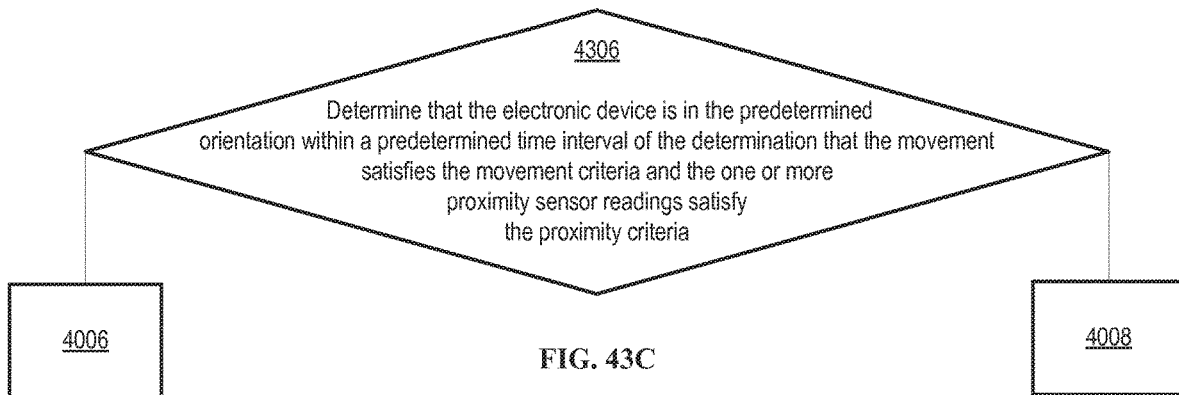 4306
Determine that the electronic device is in the predetermined
orientation within a predetermined time interval of the determination that the movement
satisfies the movement criteria and the one or more
proximity sensor readings satisfy
the proximity criteria
4006
4008
FIG. 43C